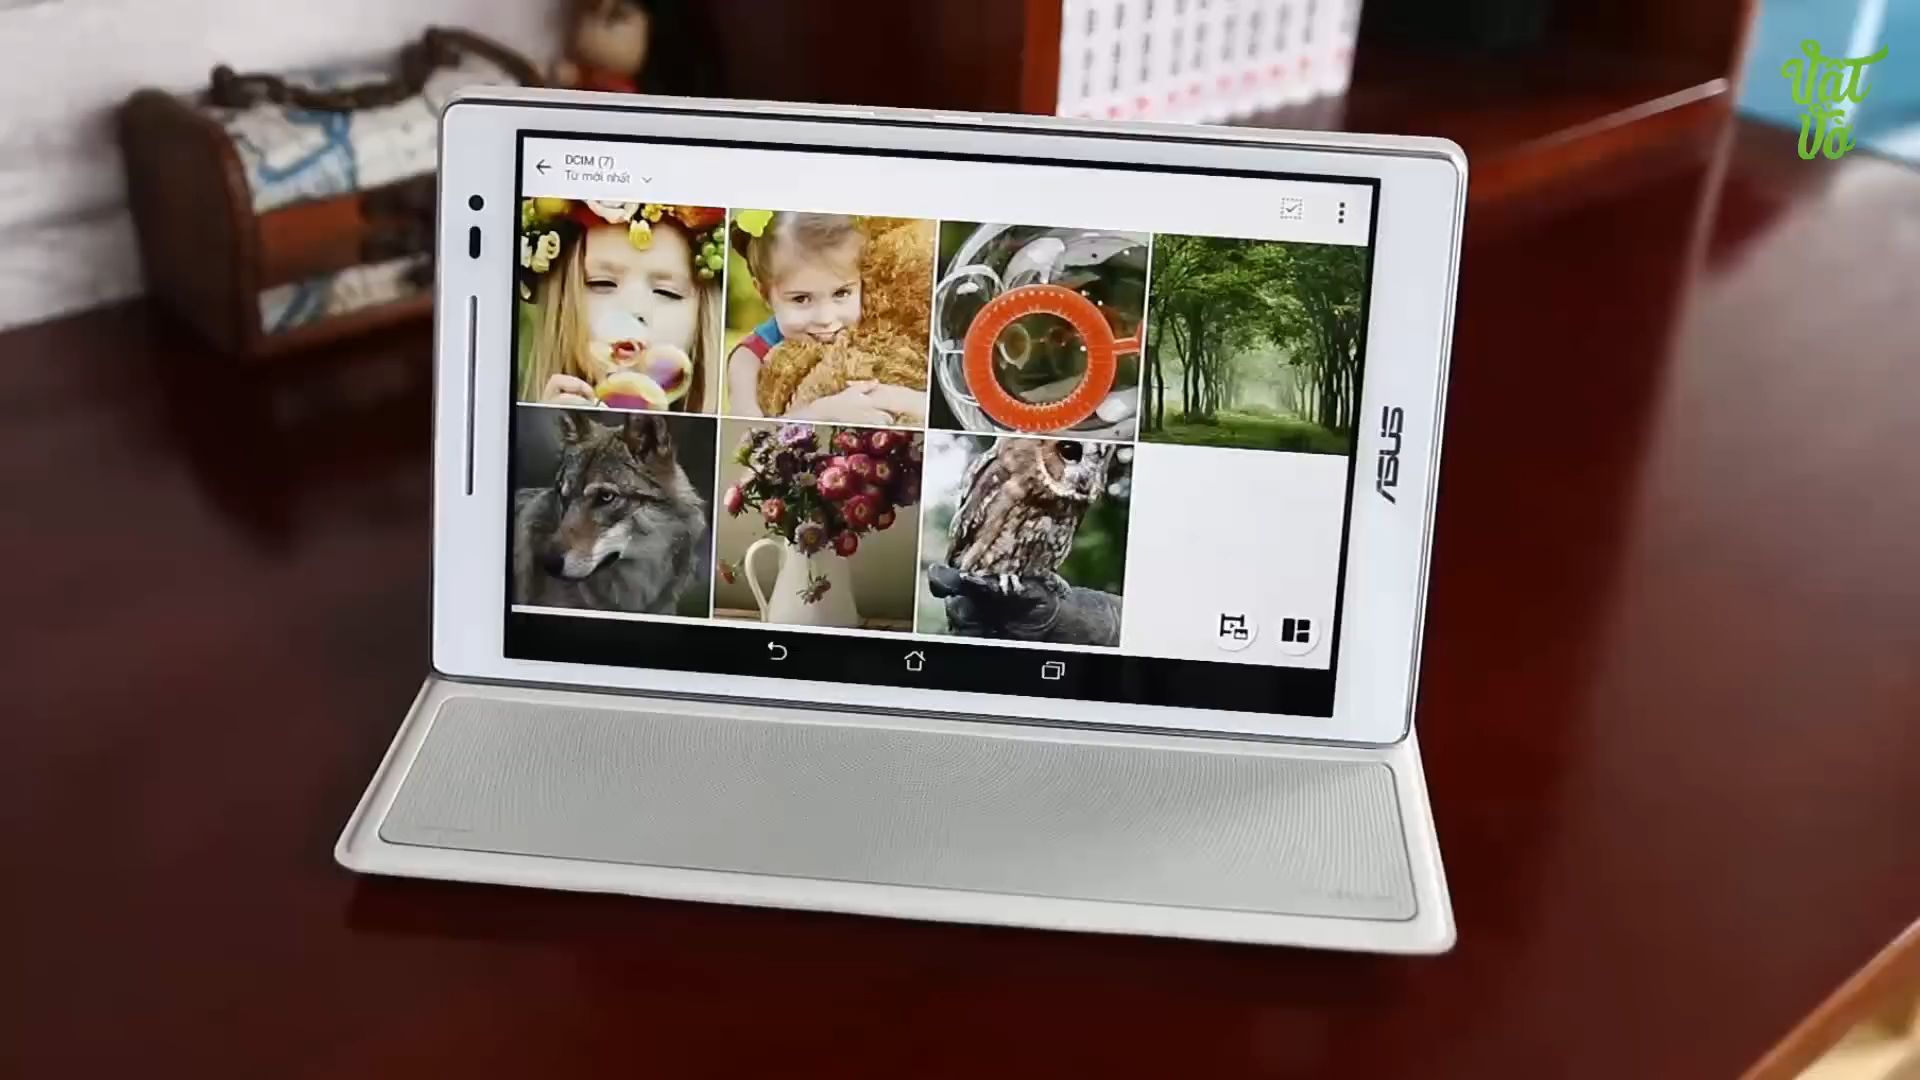 Vật
Vờ
DCIM (7)
Từ mới nhất
ASUS